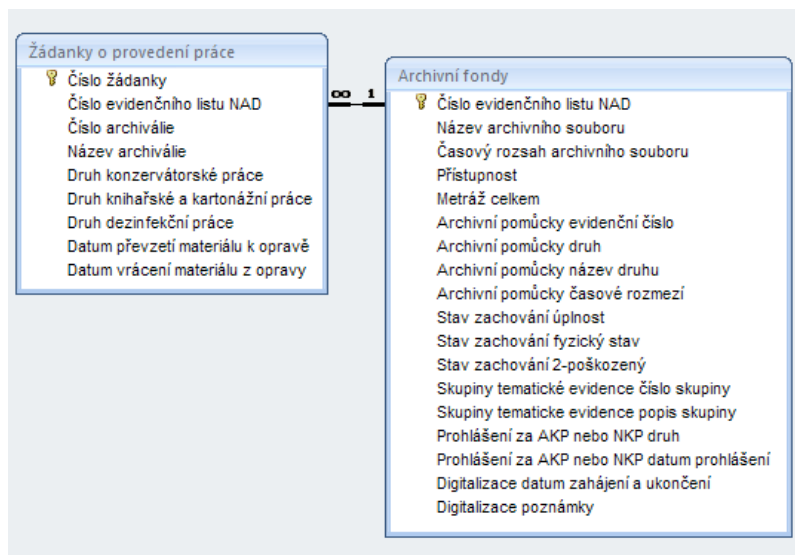 Žádanky o provedení práce
Číslo žádanky
Číslo evidenčního listu NAD
Číslo archiválie
Název archiválie
Druh konzervátorské práce
Druh knihařské a kartonážní práce
Druh dezinfekční práce
Datum převzetí materiálu k opravě
Datum vrácení materiálu z opravy
∞ 1
Archivní fondy
Číslo evidenčního listu NAD
Název archivního souboru
Časový rozsah archivního souboru
Přístupnost
Metráž celkem
Archivní pomůcky evidenční číslo
Archivní pomůcky druh
Archivní pomůcky název druhu
Archivní pomůcky časové rozmezí
Stav zachování úplnost
Stav zachování fyzický stav
Stav zachování 2-poškozený
Skupiny tematické evidence číslo skupiny
Skupiny tematicke evidence popis skupiny
Prohlášení za AKP nebo NKP druh
Prohlášení za AKP nebo NKP datum prohlášení
Digitalizace datum zahájení a ukončení
Digitalizace poznámky